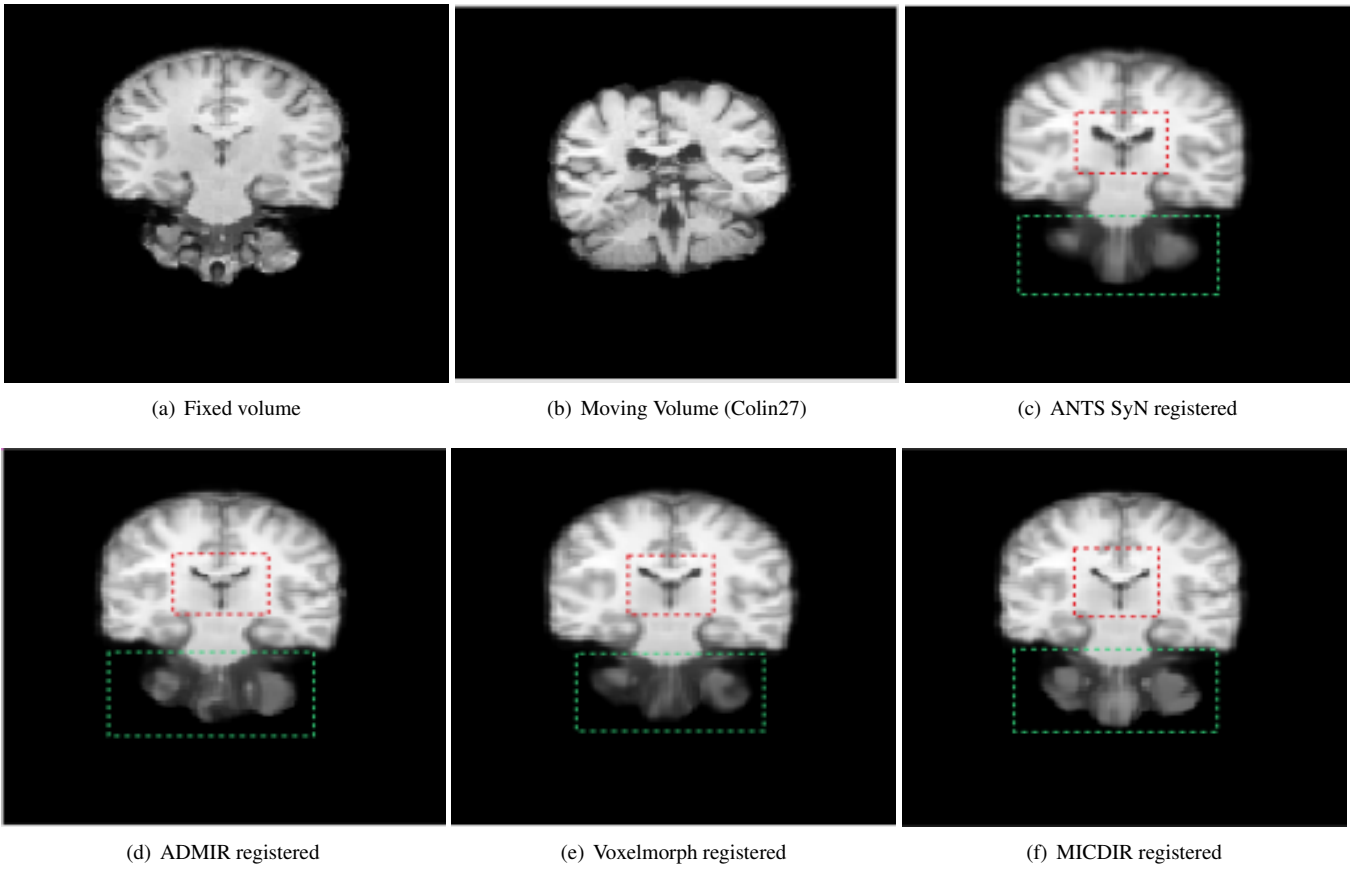 (a) Fixed volume
(b) Moving Volume (Colin27)
(c) ANTS SyN registered
(d) ADMIR registered
(e) Voxelmorph registered
(f) MICDIR registered